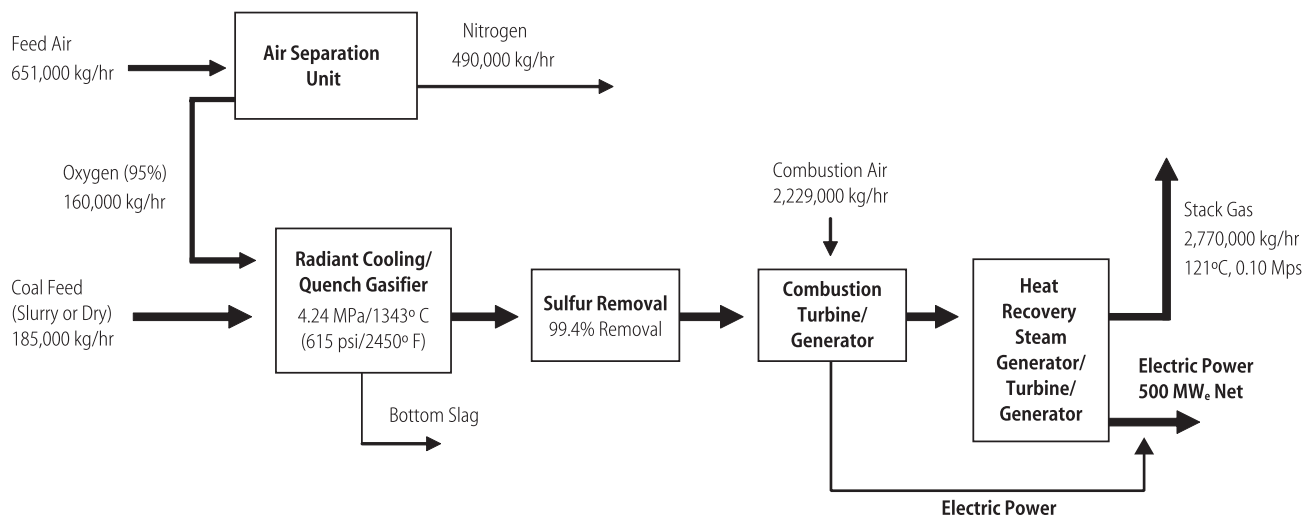 Feed Air
651,000 kg/hr
Air Separation
Unit
Nitrogen
490,000 kg/hr
Oxygen (95%)
160,000 kg/hr
Combustion Air
2,229,000 kg/hr
Stack Gas
2,770,000 kg/hr
121ºC, 0.10 Mps
Coal Feed
(Slurry or Dry)
185,000 kg/hr
Radiant Cooling/
Quench Gasifier
4.24 MPa/1343º C
(615 psi/2450º F)
Sulfur Removal
99.4% Removal
Combustion
Turbine/
Generator
Heat
Recovery
Steam
Generator/
Turbine/
Generator
Electric Power
500 MWe Net
Bottom Slag
Electric Power